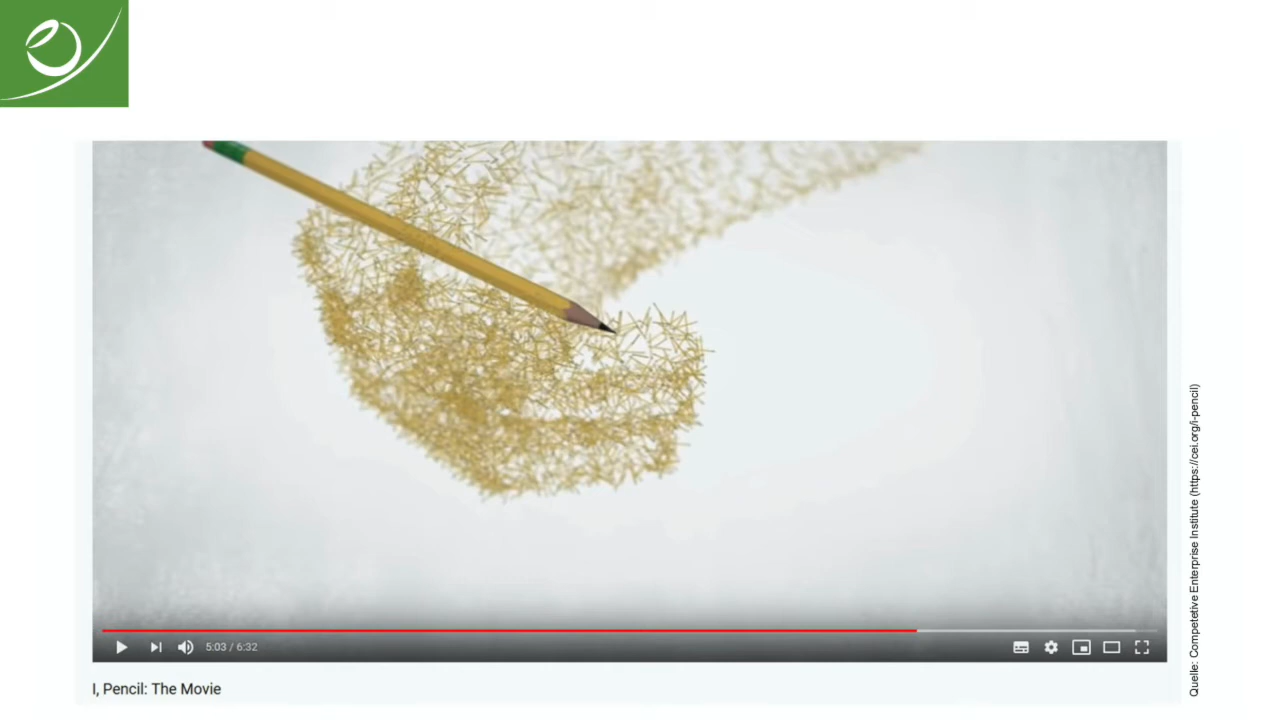 5:03 / 6:32
I, Pencil: The Movie
Quelle: Competetive Enterprise Institute (https://cei.org/i-pencil)